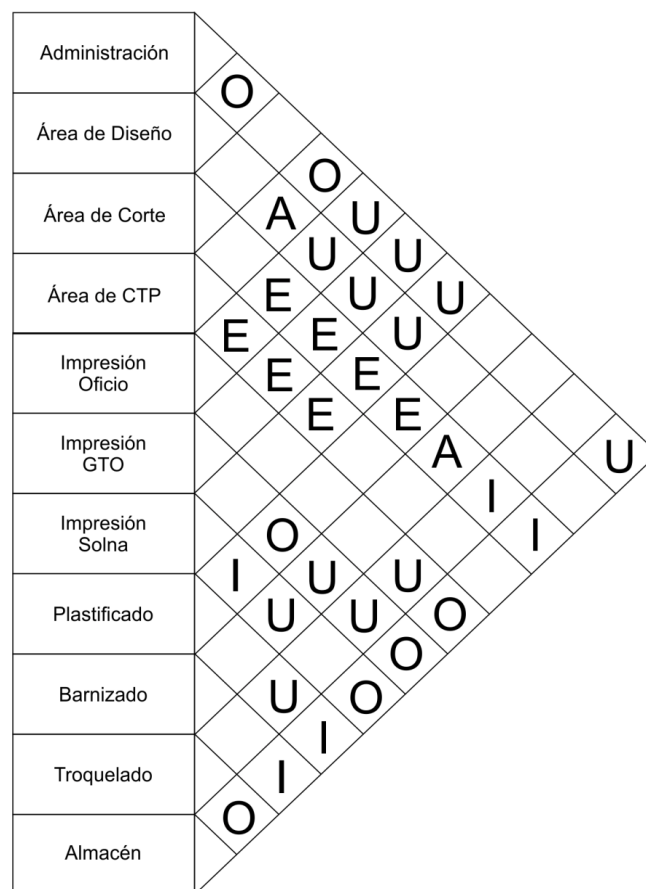 Administración
O
Área de Diseño
O
Área de Corte A U
U U
Área de CTP E U U
E E U
Impresión
Oficio
E E
E E
Impresión
GTO
A U
I
Impresión
Solna
O I
I U U
Plastificado U U O
O
Barnizado U O
I
Troquelado I
O
Almacén